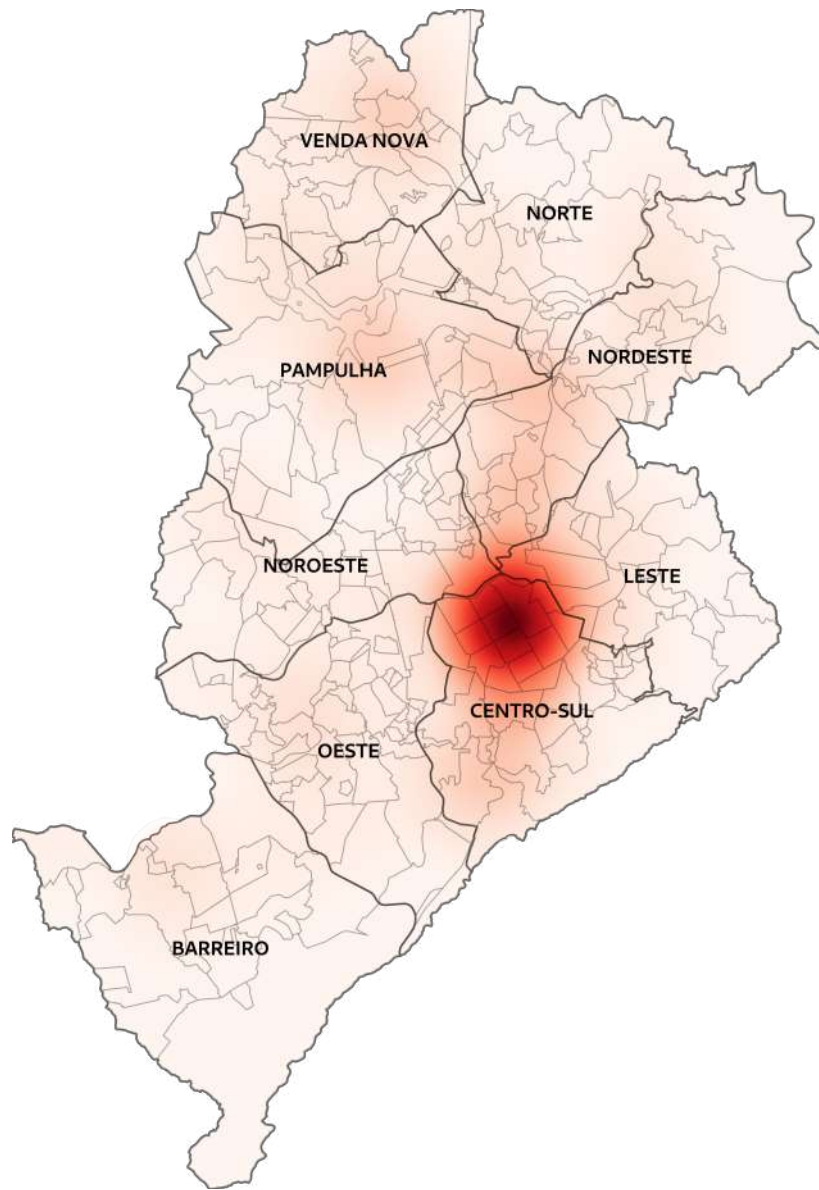 VENDA NOVA
NORTE
NORDESTE
PAMPULHA
NOROESTE
LESTE
CENTRO-SUL
OESTE
BARREIRO